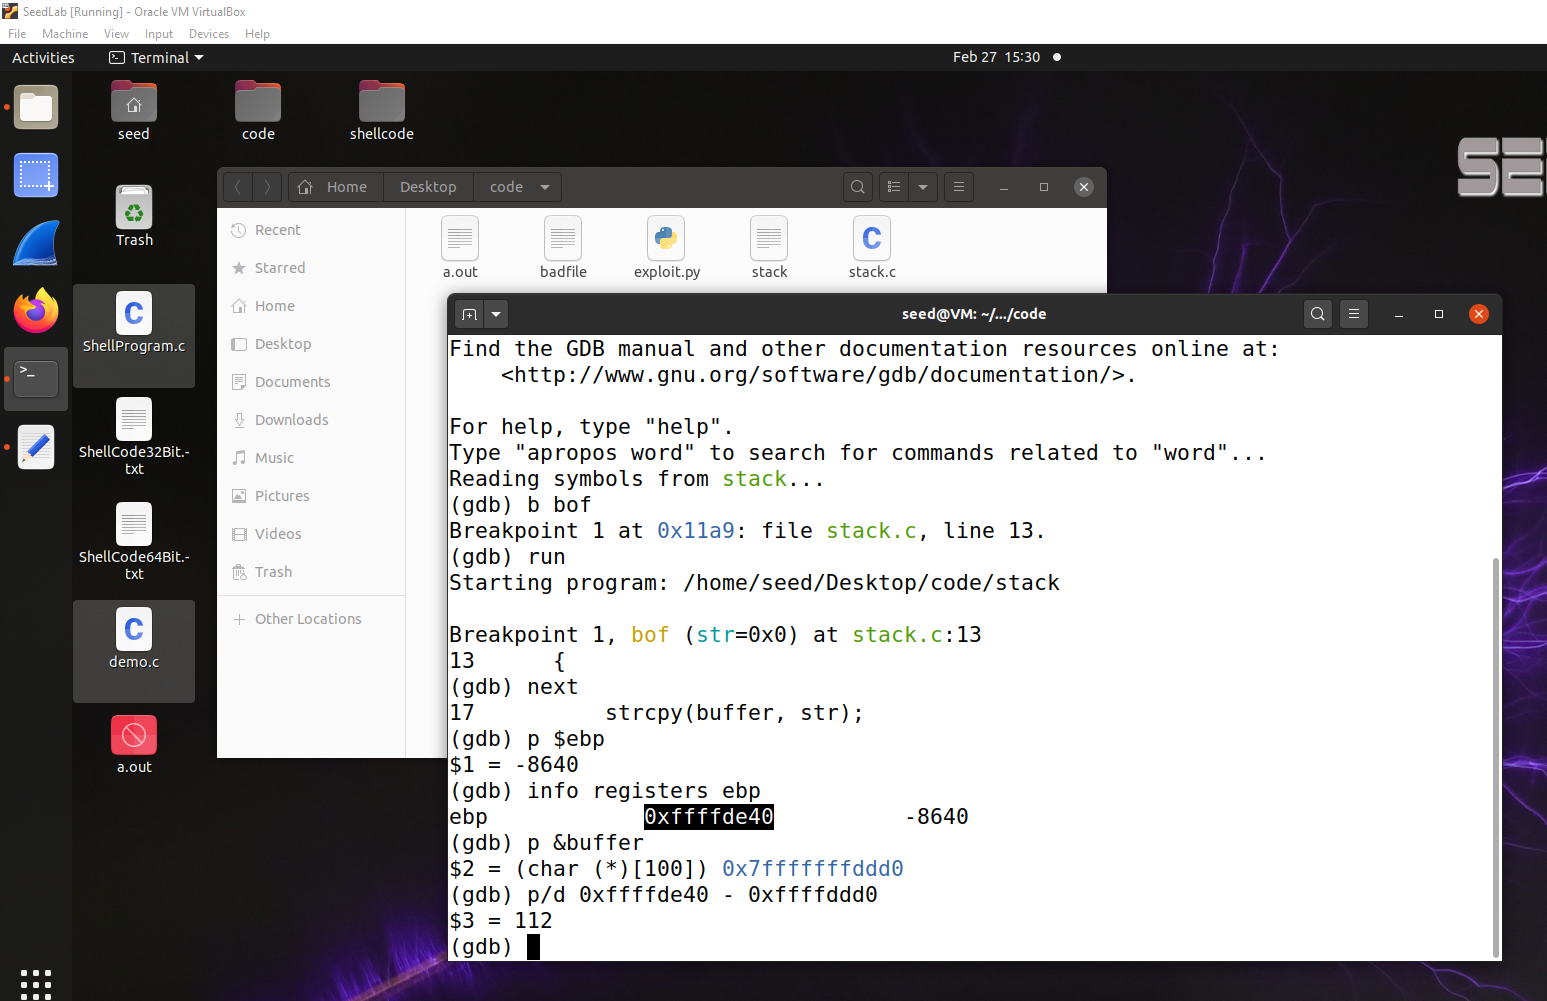 SeedLab [Running] - Oracle VM VirtualBox
File Machine View Input Devices Help
Activities Terminal Feb 27 15:30
seed code shellcode
Trash
ShellProgram.c
ShellCode32Bit.-
txt
ShellCode64Bit.-
txt
demo.c
a.out
SE
Home Desktop code
Recent
Starred
Home
Desktop
Documents
Downloads
Music
Pictures
Videos
Trash
Other Locations
a.out badfile exploit.py stack stack.c
seed@VM: ~/.../code
Find the GDB manual and other documentation resources online at:
<http://www.gnu.org/software/gdb/documentation/>.
For help, type "help".
Type "apropos word" to search for commands related to "word"...
Reading symbols from stack...
(gdb) b bof
Breakpoint 1 at 0x11a9: file stack.c, line 13.
(gdb) run
Starting program: /home/seed/Desktop/code/stack
Breakpoint 1, bof (str=0x0) at stack.c:13
13 {
(gdb) next
17 strcpy(buffer, str);
(gdb) p $ebp
$1 = -8640
(gdb) info registers ebp
ebp 0xffffde40 -8640
(gdb) p &buffer
$2 = (char (*)[100]) 0x7fffffffddd0
(gdb) p/d 0xffffde40 - 0xffffddd0
$3 = 112
(gdb)